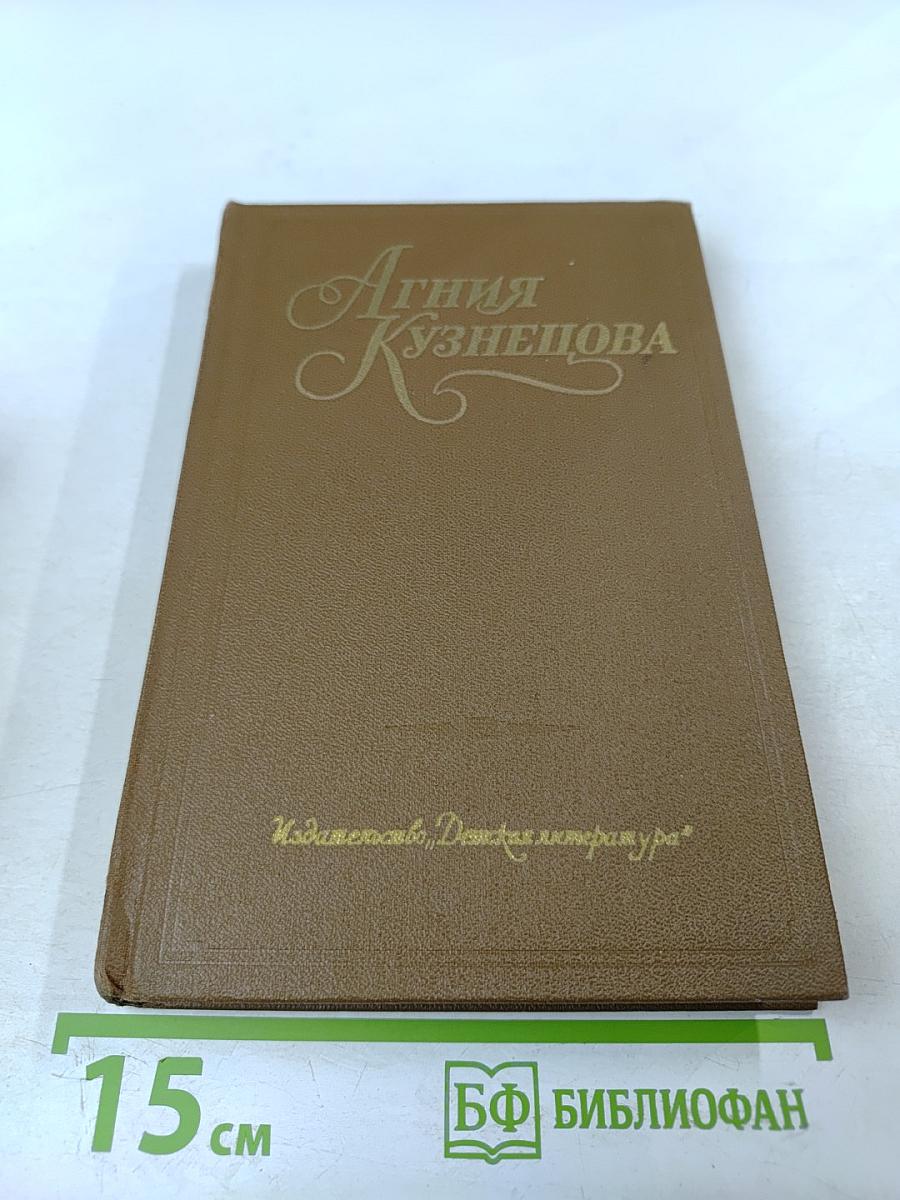 Агния
Кузнецова
Издательство „Детская литература"
15 см
БФ БИБЛИОФАН